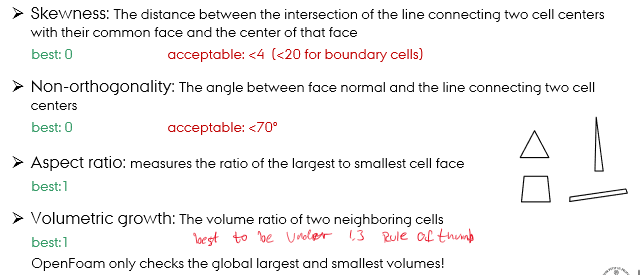 ➤ Skewness: The distance between the intersection of the line connecting two cell centers
with their common face and the center of that face
best: 0 acceptable: <4 (<20 for boundary cells)
➤ Non-orthogonality: The angle between face normal and the line connecting two cell
centers
best: 0 acceptable: <70°
➤ Aspect ratio: measures the ratio of the largest to smallest cell face
best:1
➤ Volumetric growth: The volume ratio of two neighboring cells
best to be Under 1.3 Rule of thumb
best:1
OpenFoam only checks the global largest and smallest volumes!